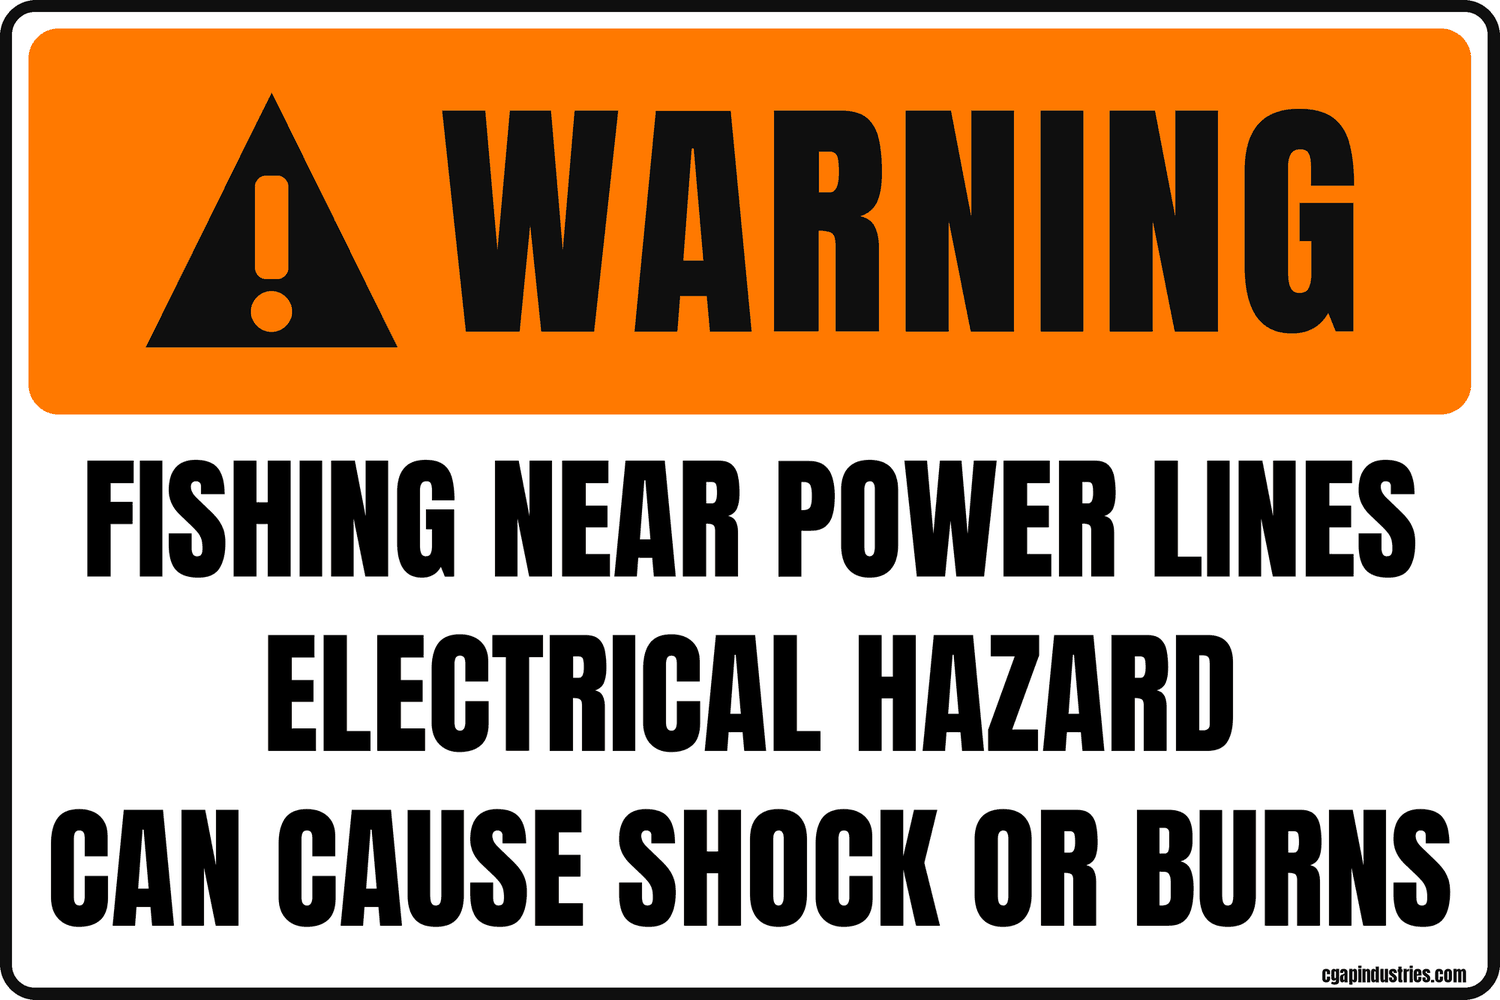 WARNING
FISHING NEAR POWER LINES
ELECTRICAL HAZARD
CAN CAUSE SHOCK OR BURNS
cgapindustries.com